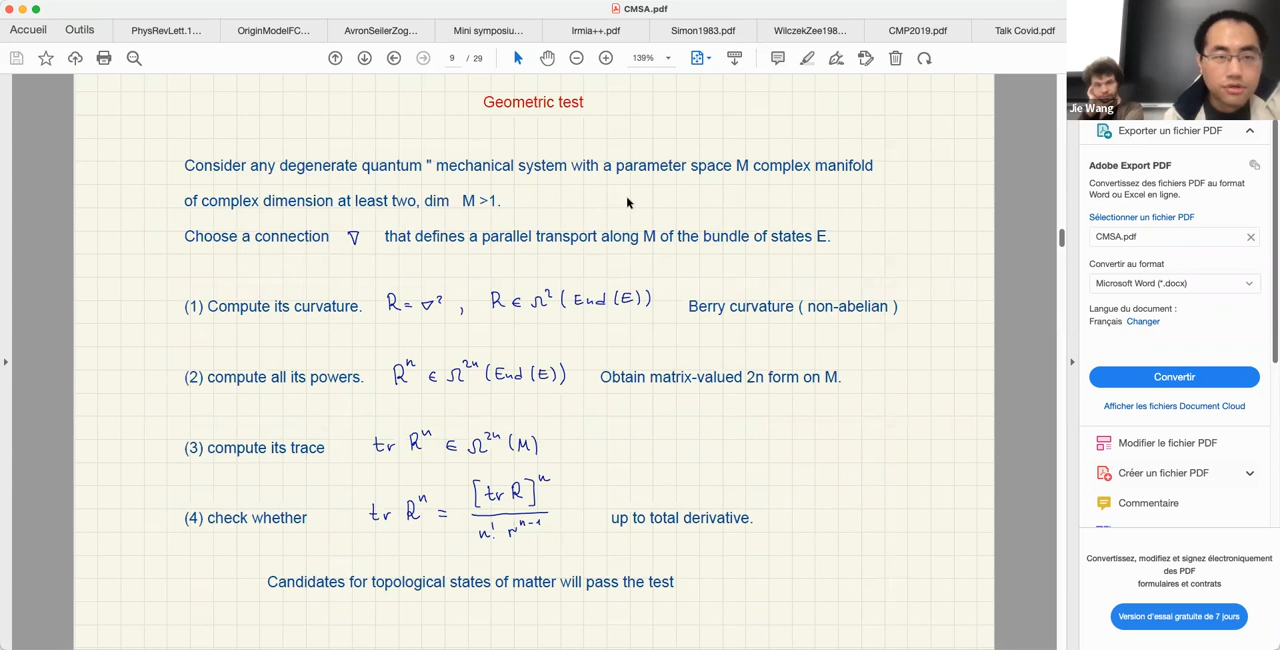 CMSA.pdf
Accueil Outils PhysRevLett.1... OriginModelFC... AvronSeilerZog... Mini symposiu... Irmia++.pdf Simon1983.pdf WilczekZee198... CMP2019.pdf Talk Covid.pdf
9 / 29 139%
Jie Wang
Geometric test
Consider any degenerate quantum " mechanical system with a parameter space M complex manifold
of complex dimension at least two, dim M >1.
Choose a connection ∇ that defines a parallel transport along M of the bundle of states E.
(1) Compute its curvature. R = ∇² , R ∈ Ω² (End (E)) Berry curvature ( non-abelian )
(2) compute all its powers. Rⁿ ∈ Ω²ⁿ (End (E)) Obtain matrix-valued 2n form on M.
(3) compute its trace tr Rⁿ ∈ Ω²ⁿ (M)
(4) check whether tr Rⁿ = [tr R]ⁿ / n! rⁿ⁻¹ up to total derivative.
Candidates for topological states of matter will pass the test
Exporter un fichier PDF
Adobe Export PDF
Convertissez des fichiers PDF au format
Word ou Excel en ligne.
Sélectionner un fichier PDF
CMSA.pdf
Convertir au format
Microsoft Word (*.docx)
Langue du document :
Français Changer
Convertir
Afficher les fichiers Document Cloud
Modifier le fichier PDF
Créer un fichier PDF
Commentaire
Convertissez, modifiez et signez électroniquement
des PDF
formulaires et contrats
Version d'essai gratuite de 7 jours